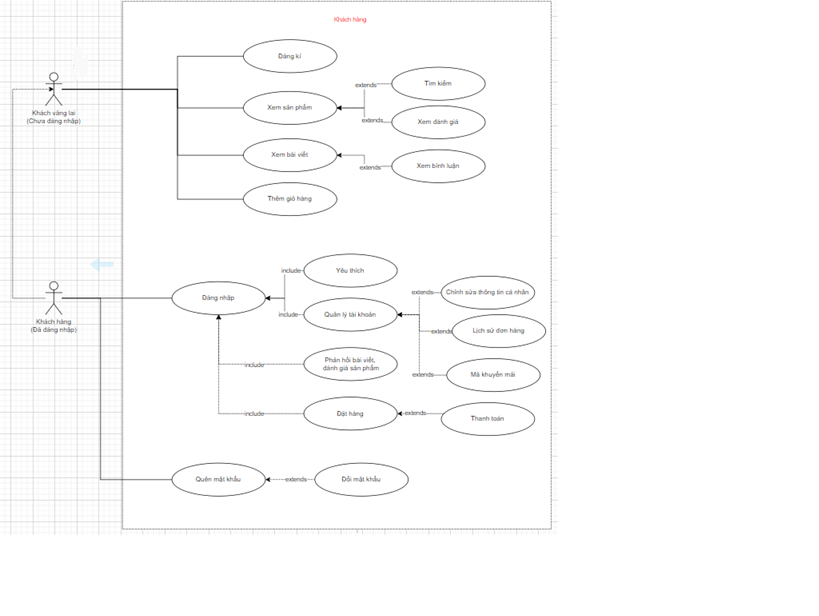 Khách hàng
Đăng kí
Tìm kiếm
extends
Xem sản phẩm
extends
Xem đánh giá
Khách vãng lai
(Chưa đăng nhập)
Xem bài viết
extends
Xem bình luận
Thêm giỏ hàng
include
Yêu thích
Đăng nhập
extends
Chỉnh sửa thông tin cá nhân
include
Quản lý tài khoản
Khách hàng
(Đã đăng nhập)
extends
Lịch sử đơn hàng
include
Phản hồi bài viết,
đánh giá sản phẩm
extends
Mã khuyến mãi
include
Đặt hàng
extends
Thanh toán
Quên mật khẩu
extends
Đổi mật khẩu